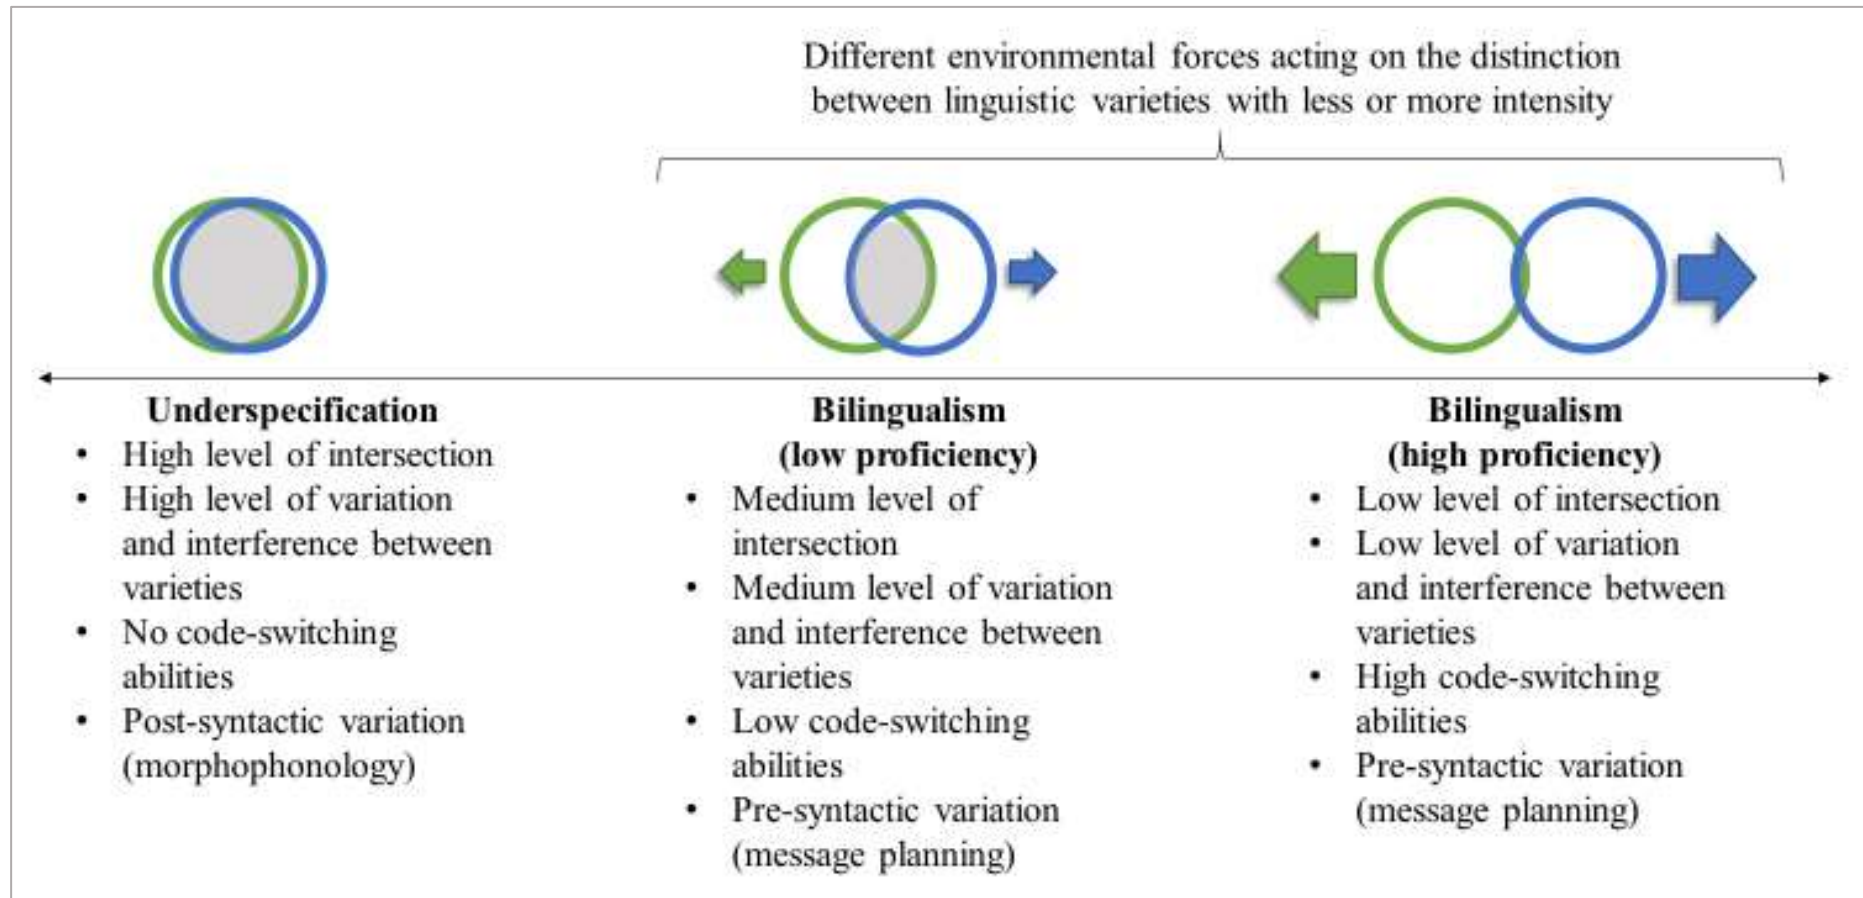 Different environmental forces acting on the distinction
between linguistic varieties with less or more intensity
Underspecification
• High level of intersection
• High level of variation
and interference between
varieties
• No code-switching
abilities
• Post-syntactic variation
(morphophonology)
Bilingualism
(low proficiency)
• Medium level of
intersection
• Medium level of variation
and interference between
varieties
• Low code-switching
abilities
• Pre-syntactic variation
(message planning)
Bilingualism
(high proficiency)
• Low level of intersection
• Low level of variation
and interference between
varieties
• High code-switching
abilities
• Pre-syntactic variation
(message planning)